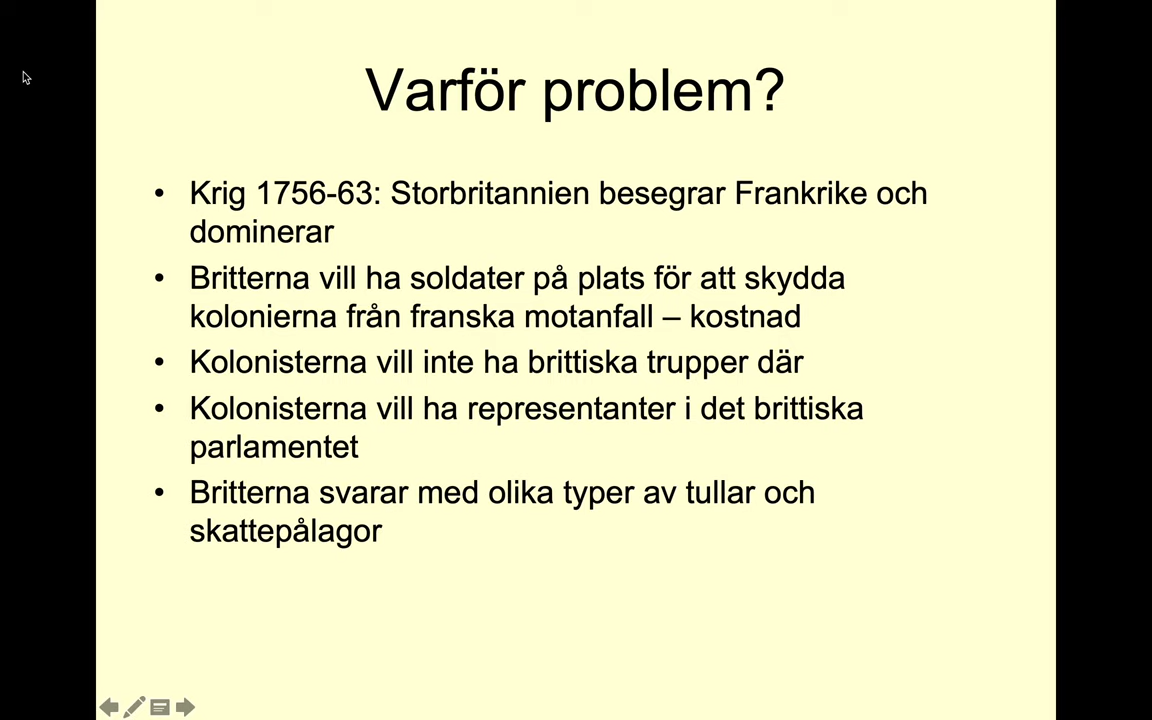 Varför problem?
• Krig 1756-63: Storbritannien besegrar Frankrike och
dominerar
• Britterna vill ha soldater på plats för att skydda
kolonierna från franska motanfall – kostnad
• Kolonisterna vill inte ha brittiska trupper där
• Kolonisterna vill ha representanter i det brittiska
parlamentet
• Britterna svarar med olika typer av tullar och
skattepålagor